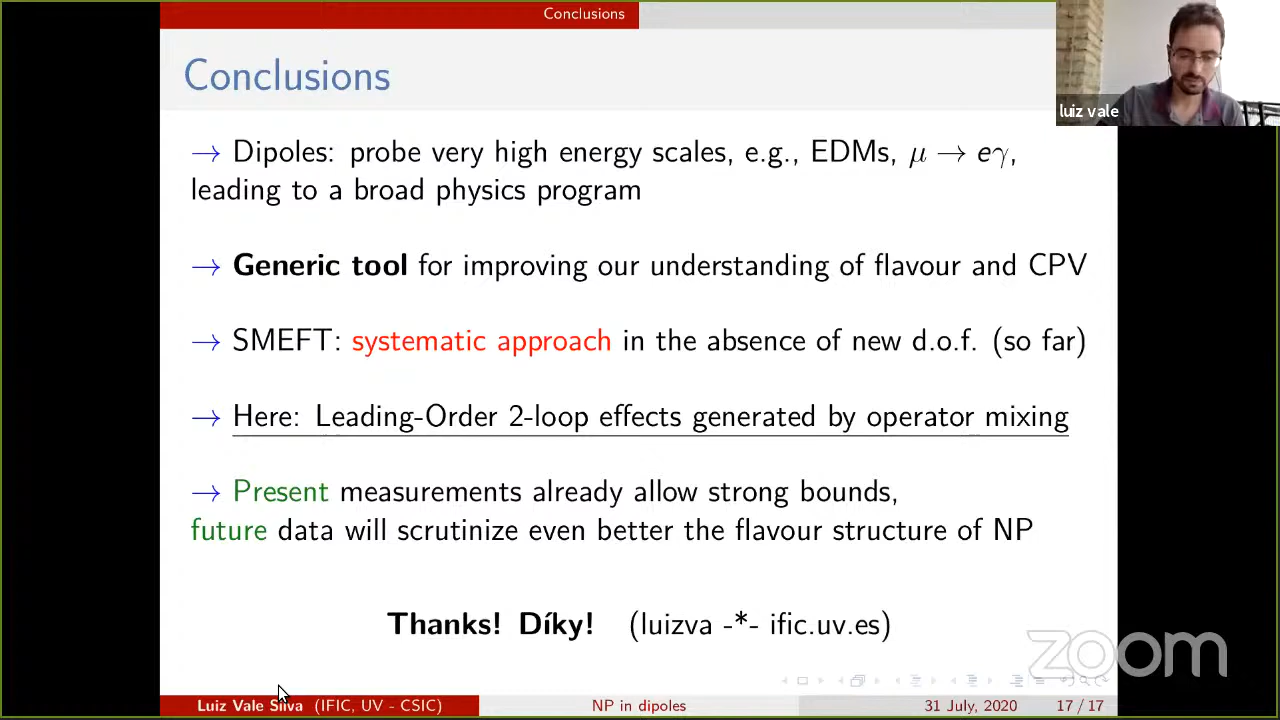 Conclusions
luiz vale
Conclusions
→ Dipoles: probe very high energy scales, e.g., EDMs, μ → eγ,
leading to a broad physics program
→ Generic tool for improving our understanding of flavour and CPV
→ SMEFT: systematic approach in the absence of new d.o.f. (so far)
→ Here: Leading-Order 2-loop effects generated by operator mixing
→ Present measurements already allow strong bounds,
future data will scrutinize even better the flavour structure of NP
Thanks! Díky! (luizva -*- ific.uv.es)
zoom
Luiz Vale Silva (IFIC, UV - CSIC) NP in dipoles 31 July, 2020 17 / 17